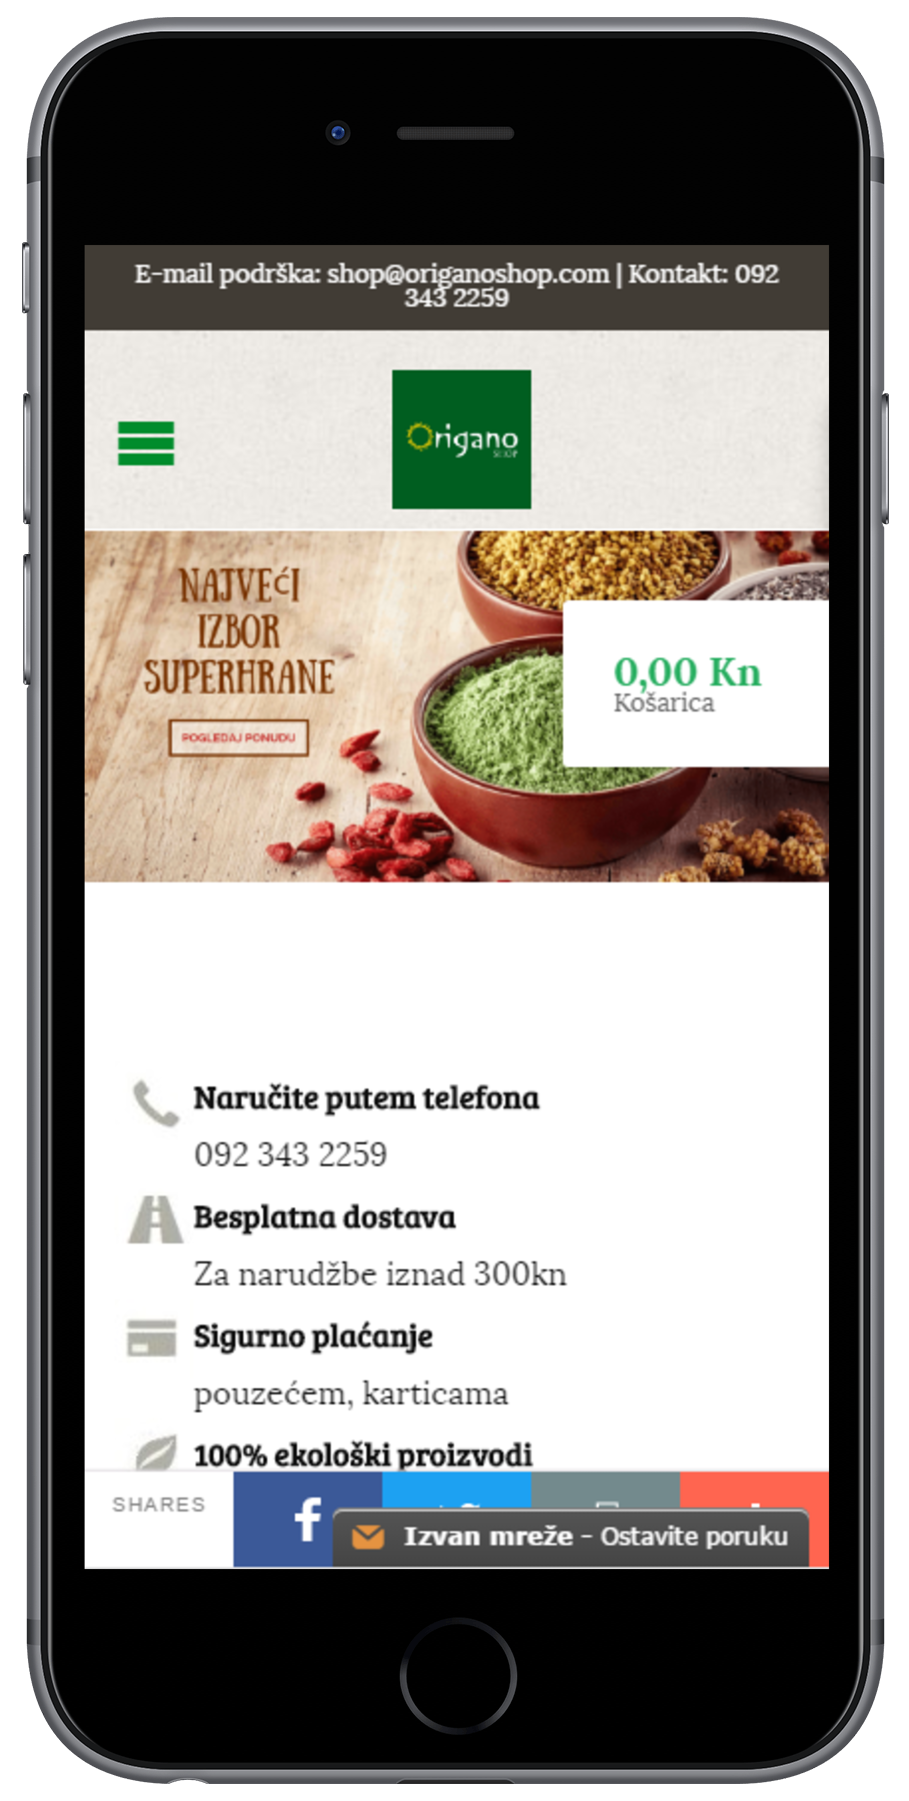 E-mail podrška: shop@origanoshop.com | Kontakt: 092
343 2259
Origano
SHOP
NAJVEĆI
IZBOR
SUPERHRANE
POGLEDAJ PONUDU
0,00 Kn
Košarica
Naručite putem telefona
092 343 2259
Besplatna dostava
Za narudžbe iznad 300kn
Sigurno plaćanje
pouzećem, karticama
100% ekološki proizvodi
SHARES
Izvan mreže - Ostavite poruku